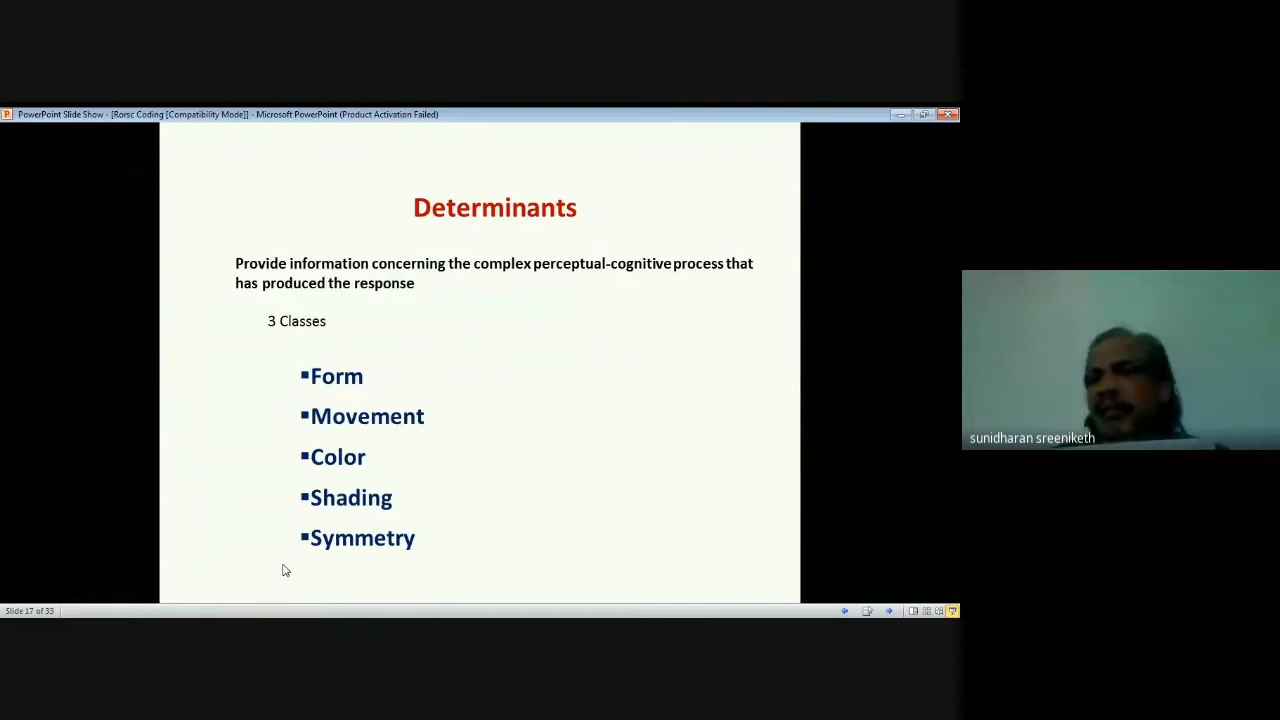 PowerPoint Slide Show - [Rorsc Coding [Compatibility Mode]] - Microsoft PowerPoint (Product Activation Failed)
Determinants
Provide information concerning the complex perceptual-cognitive process that
has produced the response
3 Classes
▪Form
▪Movement
▪Color
▪Shading
▪Symmetry
sunidharan sreeniketh
Slide 17 of 33